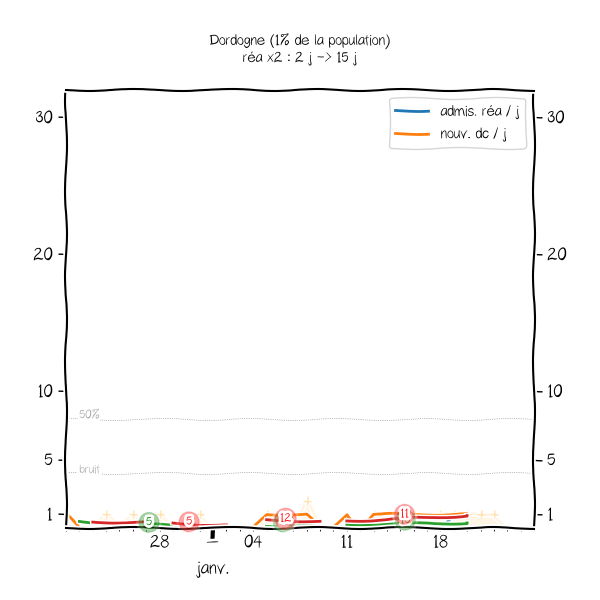 Dordogne (1% de la population)
réa x2 : 2 j -> 15 j
admis. réa / j
nouv. dc / j
30 30
20 20
10 10
50%
5 5
bruit
1 1
5 5 12 11
28 04 11 18
janv.